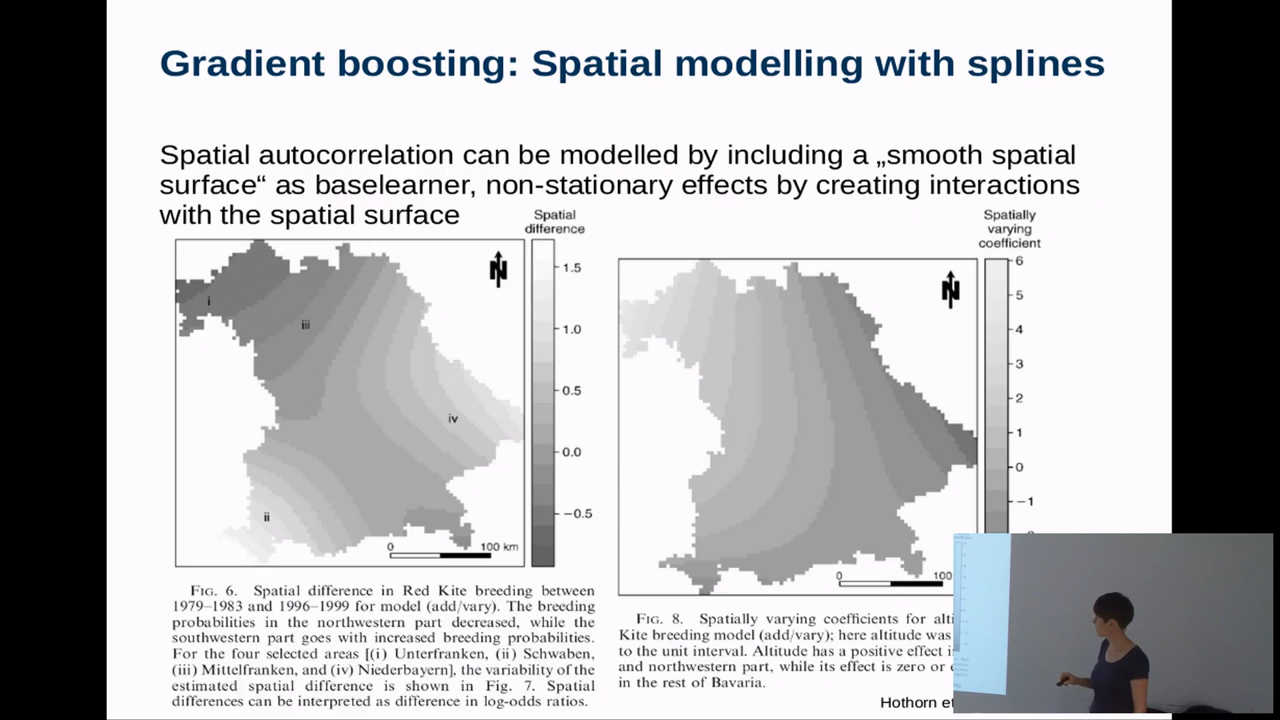 Gradient boosting: Spatial modelling with splines
Spatial autocorrelation can be modelled by including a „smooth spatial
surface“ as baselearner, non-stationary effects by creating interactions
with the spatial surface
Spatial
difference
1.5
1.0
0.5
0.0
−0.5
N
i
iii
iv
ii
0 100 km
FIG. 6. Spatial difference in Red Kite breeding between
1979–1983 and 1996–1999 for model (add/vary). The breeding
probabilities in the northwestern part decreased, while the
southwestern part goes with increased breeding probabilities.
For the four selected areas [(i) Unterfranken, (ii) Schwaben,
(iii) Mittelfranken, and (iv) Niederbayern], the variability of the
estimated spatial difference is shown in Fig. 7. Spatial
differences can be interpreted as difference in log-odds ratios.
Spatially
varying
coefficient
6
5
4
3
2
1
0
−1
N
0 100
FIG. 8. Spatially varying coefficients for alti
Kite breeding model (add/vary); here altitude was
to the unit interval. Altitude has a positive effect i
and northwestern part, while its effect is zero or
in the rest of Bavaria.
Hothorn et